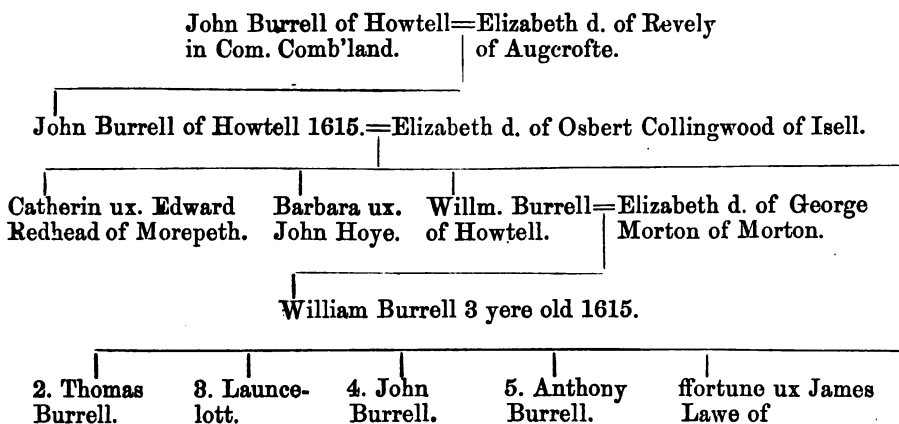 John Burrell of Howtell=Elizabeth d. of Revely
in Com. Comb'land. of Augcrofte.
John Burrell of Howtell 1615.=Elizabeth d. of Osbert Collingwood of Isell.
Catherin ux. Edward Barbara ux. Willm. Burrell=Elizabeth d. of George
Redhead of Morepeth. John Hoye. of Howtell. Morton of Morton.
William Burrell 3 yere old 1615.
2. Thomas 3. Launce- 4. John 5. Anthony ffortune ux James
Burrell. lott. Burrell. Burrell. Lawe of